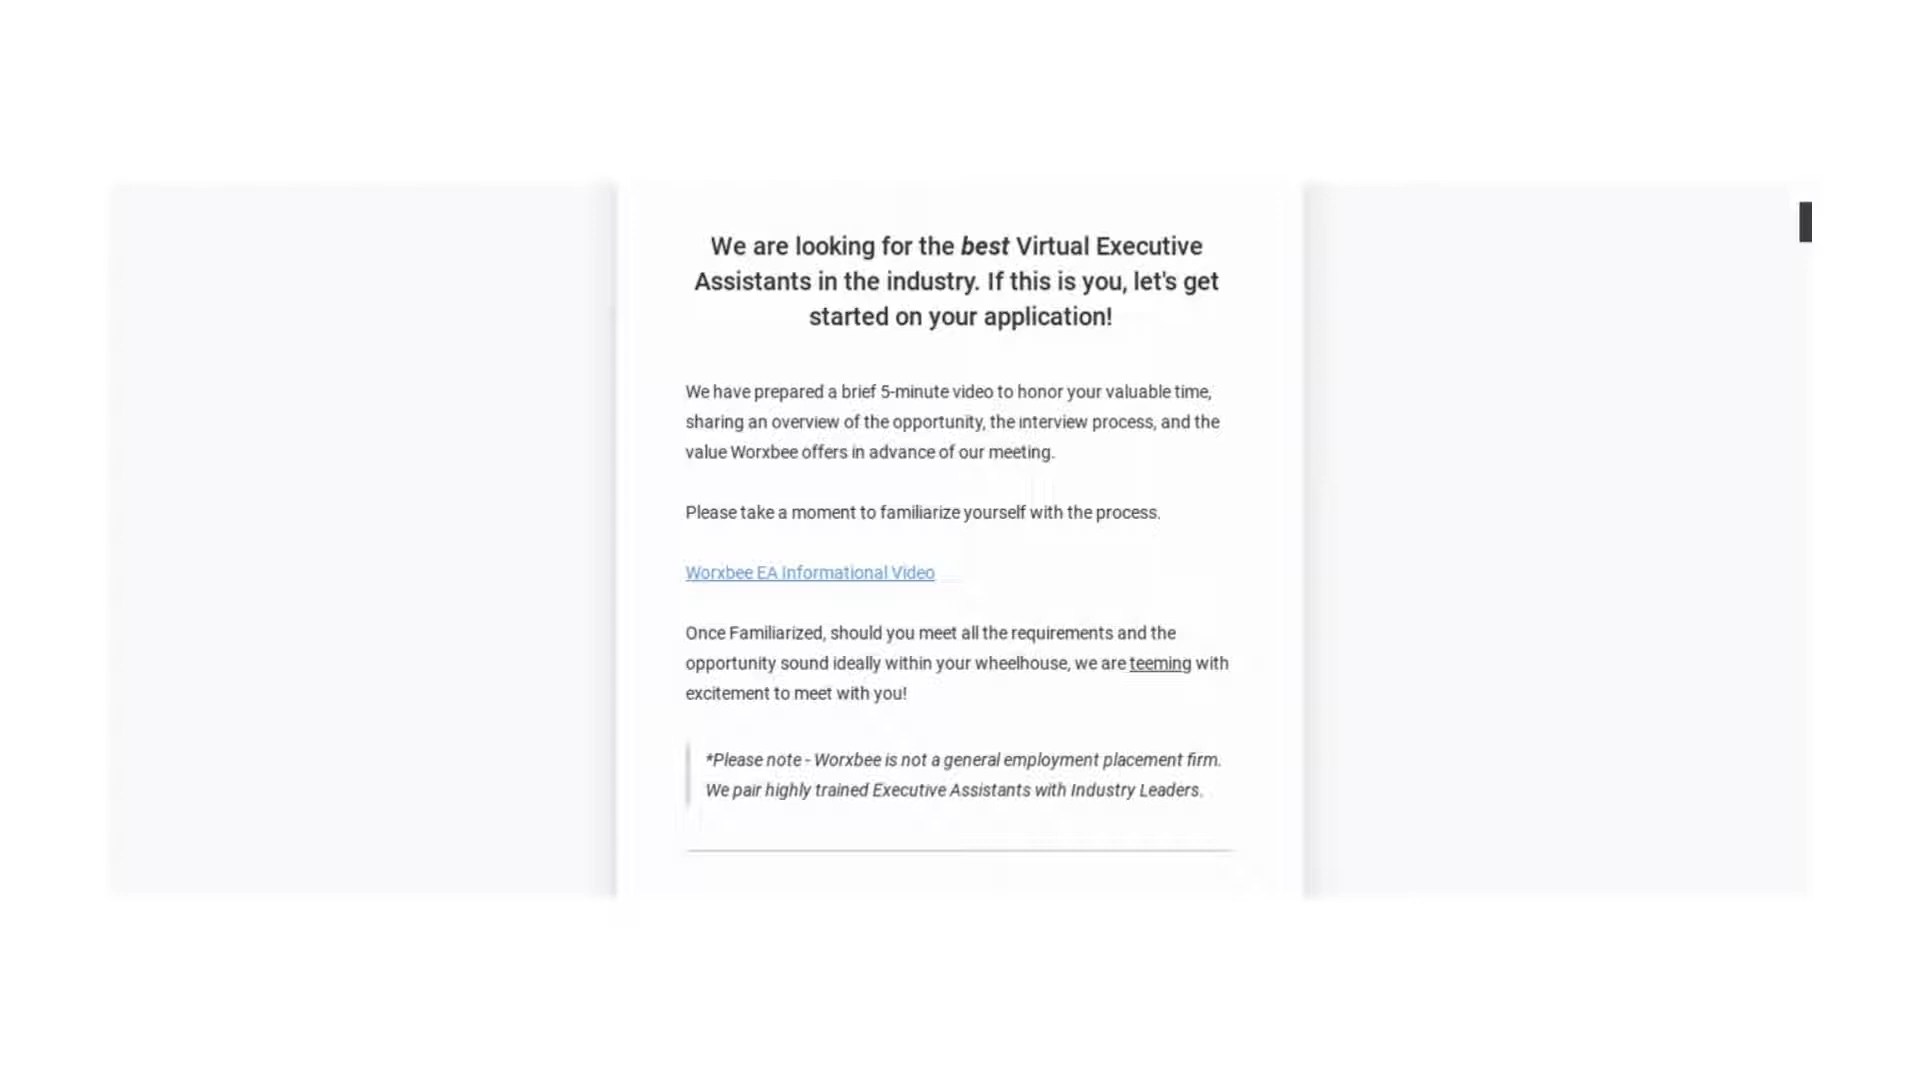 We are looking for the best Virtual Executive
Assistants in the industry. If this is you, let's get
started on your application!
We have prepared a brief 5-minute video to honor your valuable time,
sharing an overview of the opportunity, the interview process, and the
value Worxbee offers in advance of our meeting.
Please take a moment to familiarize yourself with the process.
Worxbee EA Informational Video
Once Familiarized, should you meet all the requirements and the
opportunity sound ideally within your wheelhouse, we are teeming with
excitement to meet with you!
*Please note - Worxbee is not a general employment placement firm.
We pair highly trained Executive Assistants with Industry Leaders.